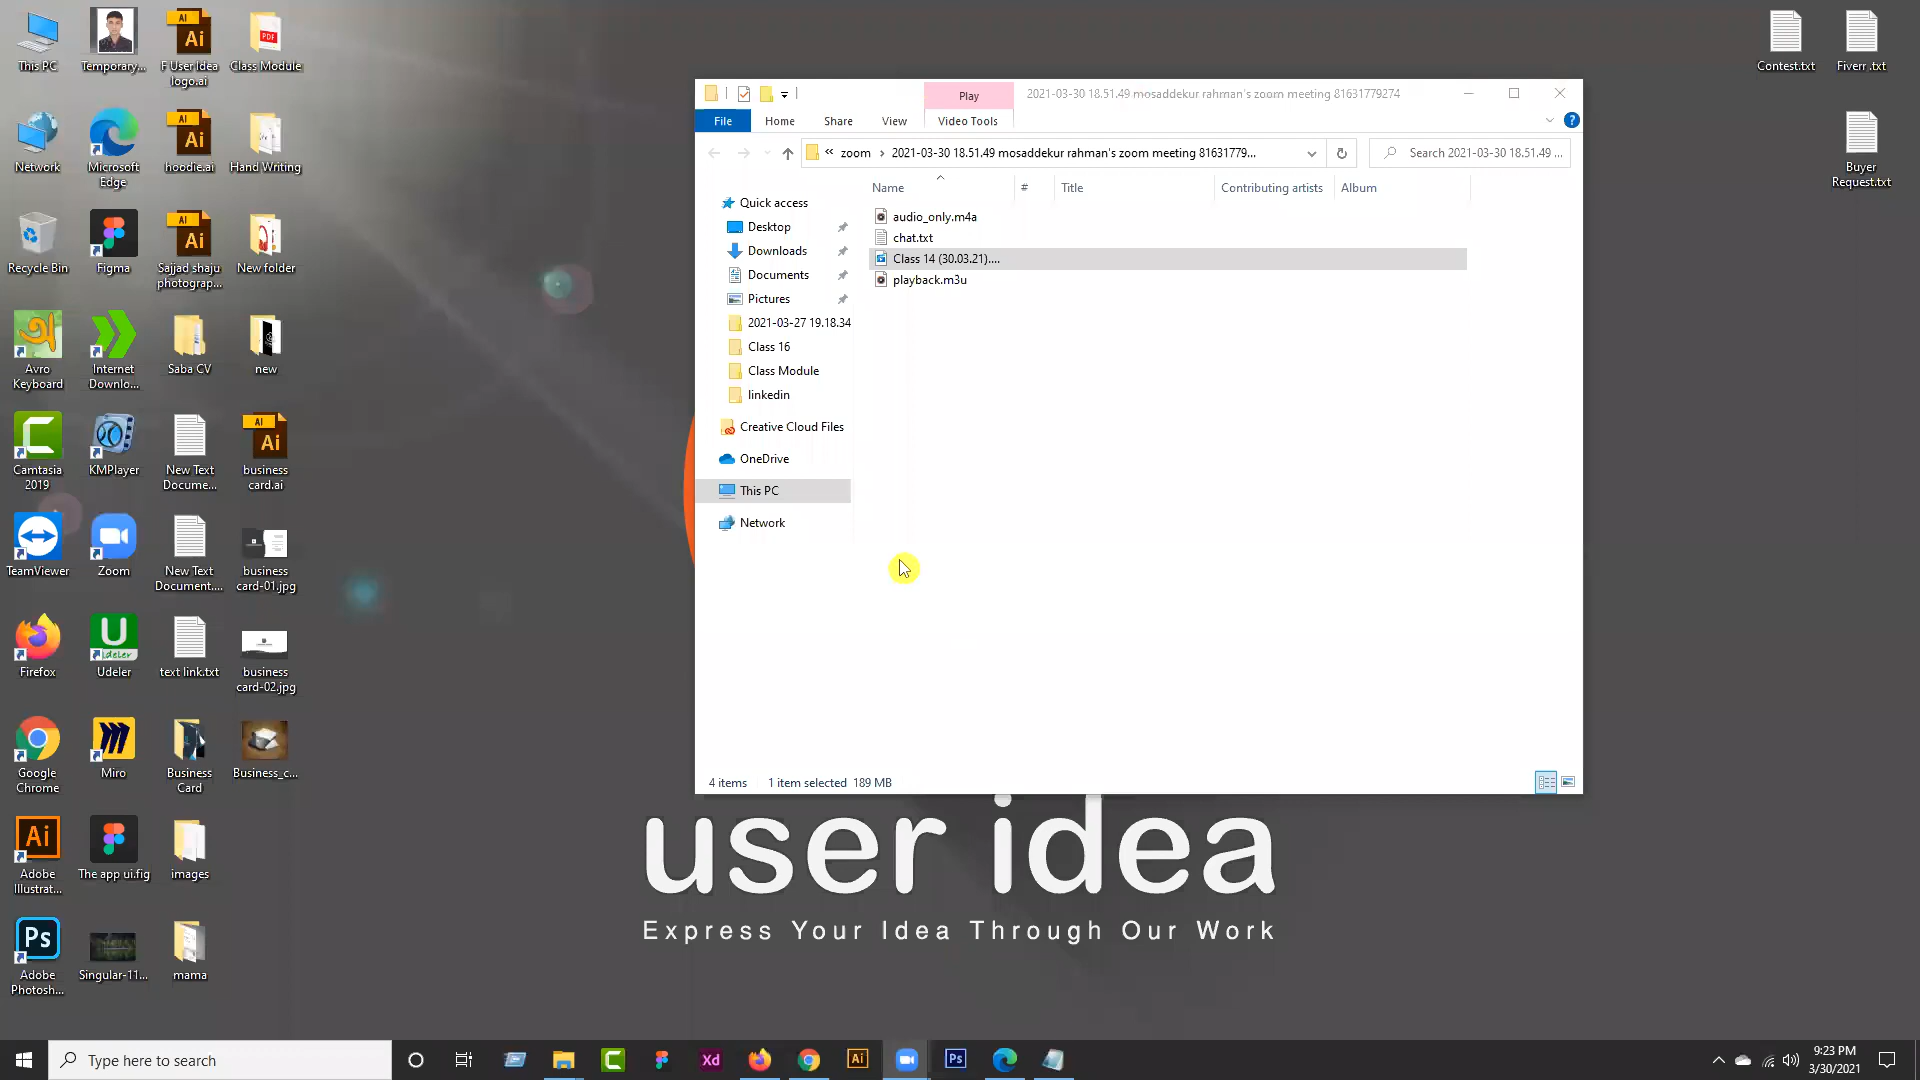 This PC
Temporary...
F User Idea
logo.ai
Class Module
Network
Microsoft
Edge
hoodie.ai
Hand Writing
Recycle Bin
Figma
Sajjad shaju
photograp...
New folder
Avro
Keyboard
Internet
Downlo...
Saba CV
new
Camtasia
2019
KMPlayer
New Text
Docume...
business
card.ai
TeamViewer
Zoom
New Text
Document....
business
card-01.jpg
Firefox
Udeler
text link.txt
business
card-02.jpg
Google
Chrome
Miro
Business
Card
Business_c...
Adobe
Illustrat...
The app ui.fig
images
Adobe
Photosh...
Singular-11...
mama
Contest.txt
Fiverr .txt
Buyer
Request.txt
Play
2021-03-30 18.51.49 mosaddekur rahman's zoom meeting 81631779274
File
Home
Share
View
Video Tools
« zoom › 2021-03-30 18.51.49 mosaddekur rahman's zoom meeting 81631779...
Search 2021-03-30 18.51.49 ...
Name
#
Title
Contributing artists
Album
Quick access
Desktop
Downloads
Documents
Pictures
2021-03-27 19.18.34
Class 16
Class Module
linkedin
Creative Cloud Files
OneDrive
This PC
Network
audio_only.m4a
chat.txt
Class 14 (30.03.21)....
playback.m3u
4 items
1 item selected 189 MB
user idea
Express Your Idea Through Our Work
Type here to search
9:23 PM
3/30/2021